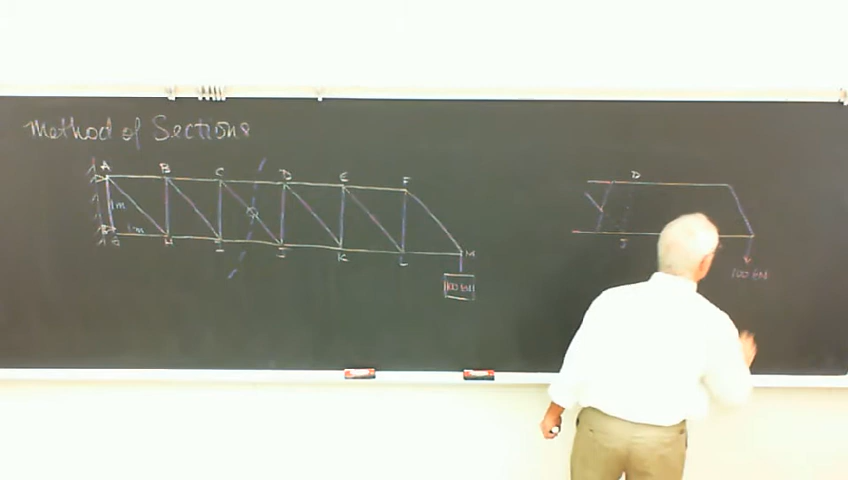 Method of Sections
A B C D E F
1m
1m
G H I J K L M
100 kN
D
J
100 kN